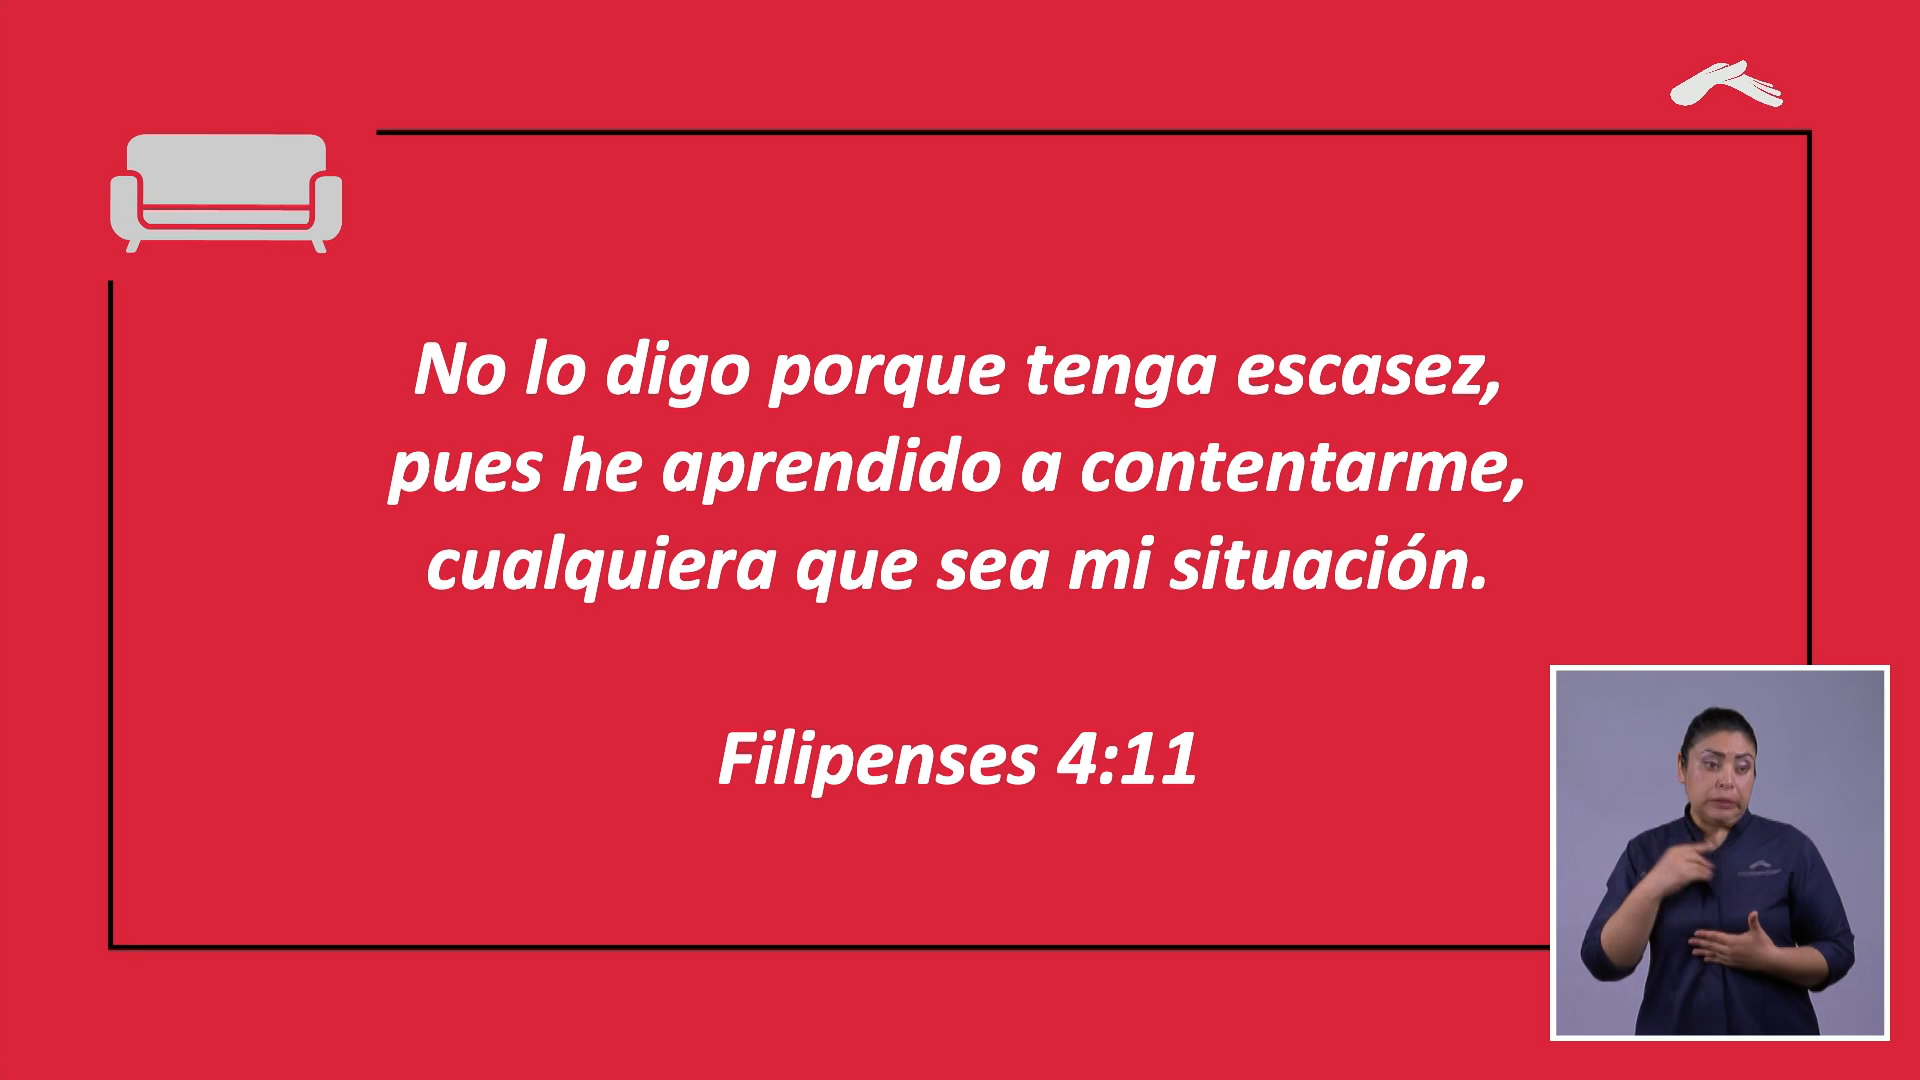 No lo digo porque tenga escasez,
pues he aprendido a contentarme,
cualquiera que sea mi situación.
Filipenses 4:11